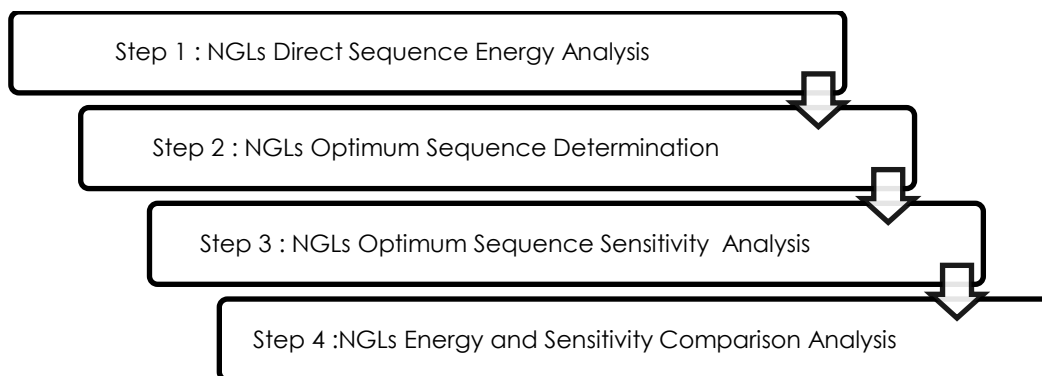 Step 1 : NGLs Direct Sequence Energy Analysis
Step 2 : NGLs Optimum Sequence Determination
Step 3 : NGLs Optimum Sequence Sensitivity Analysis
Step 4 :NGLs Energy and Sensitivity Comparison Analysis